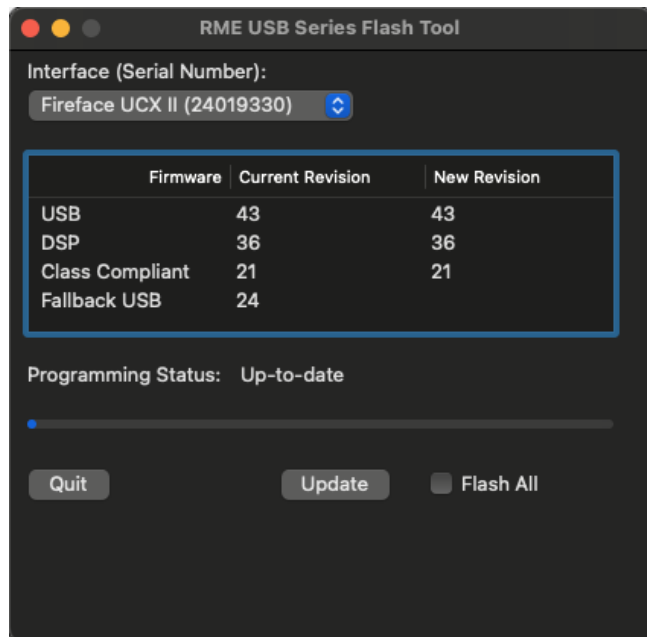 RME USB Series Flash Tool
Interface (Serial Number):
Fireface UCX II (24019330)
Firmware Current Revision New Revision
USB 43 43
DSP 36 36
Class Compliant 21 21
Fallback USB 24
Programming Status: Up-to-date
Quit Update Flash All